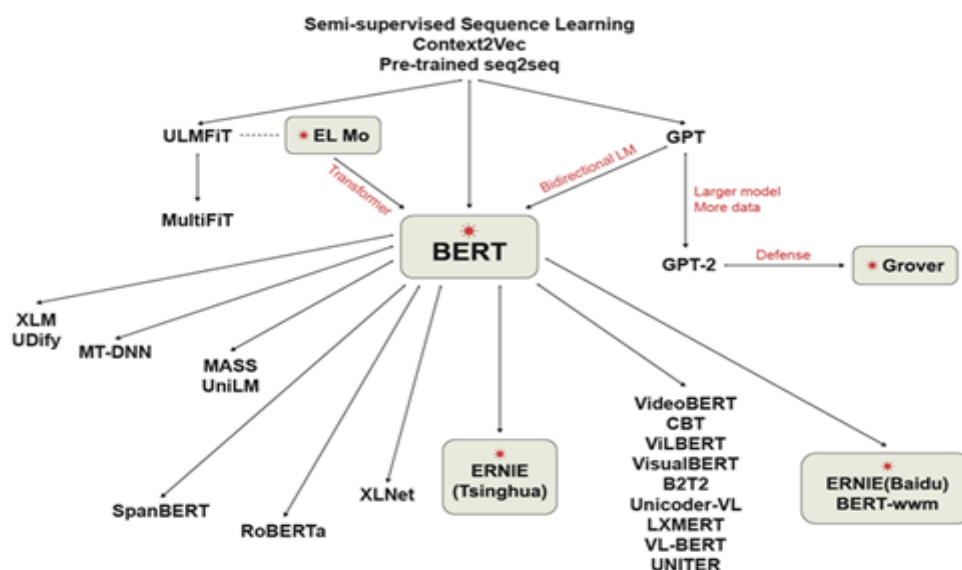 Semi-supervised Sequence Learning
Context2Vec
Pre-trained seq2seq
ULMFiT
EL Mo
GPT
Transformer
Bidirectional LM
Larger model
More data
MultiFiT
BERT
GPT-2
Defense
Grover
XLM
UDify
MT-DNN
MASS
UniLM
SpanBERT
RoBERTa
XLNet
ERNIE
(Tsinghua)
VideoBERT
CBT
ViLBERT
VisualBERT
B2T2
Unicoder-VL
LXMERT
VL-BERT
UNITER
ERNIE(Baidu)
BERT-wwm